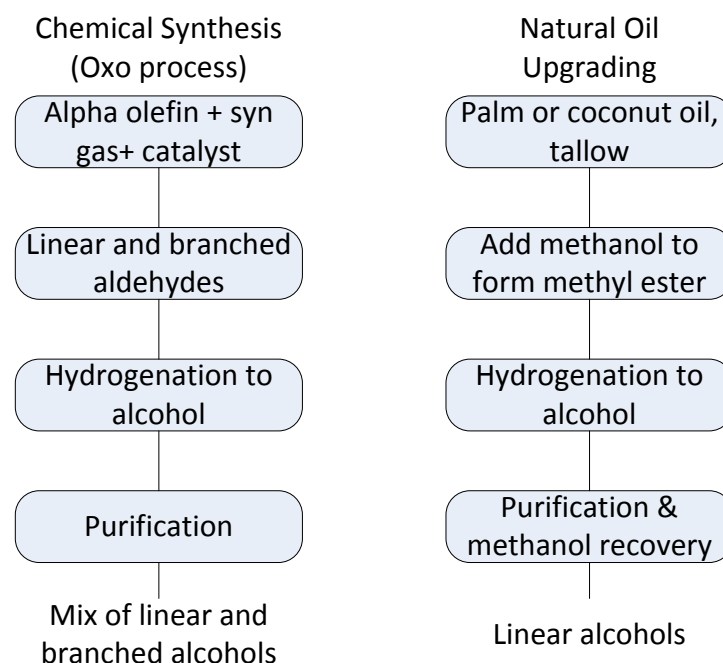 Chemical Synthesis
(Oxo process)
Alpha olefin + syn
gas+ catalyst
Linear and branched
aldehydes
Hydrogenation to
alcohol
Purification
Mix of linear and
branched alcohols
Natural Oil
Upgrading
Palm or coconut oil,
tallow
Add methanol to
form methyl ester
Hydrogenation to
alcohol
Purification &
methanol recovery
Linear alcohols